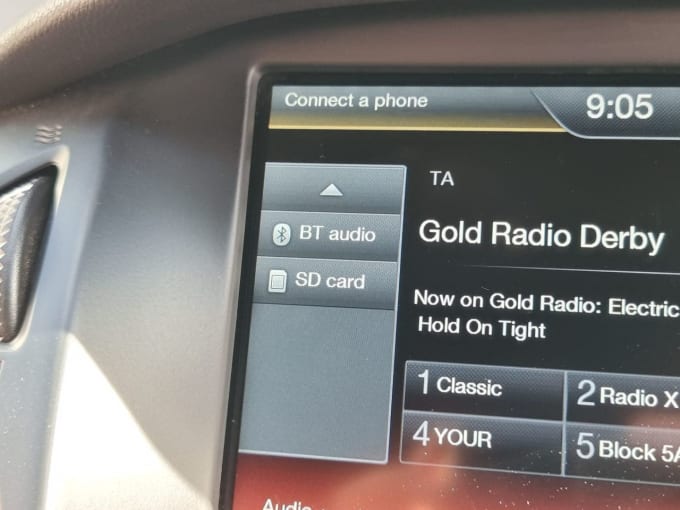 Connect a phone
9:05
TA
BT audio
Gold Radio Derby
SD card
Now on Gold Radio: Electric
Hold On Tight
1 Classic
2 Radio X
4 YOUR
5 Block 5A
Audio